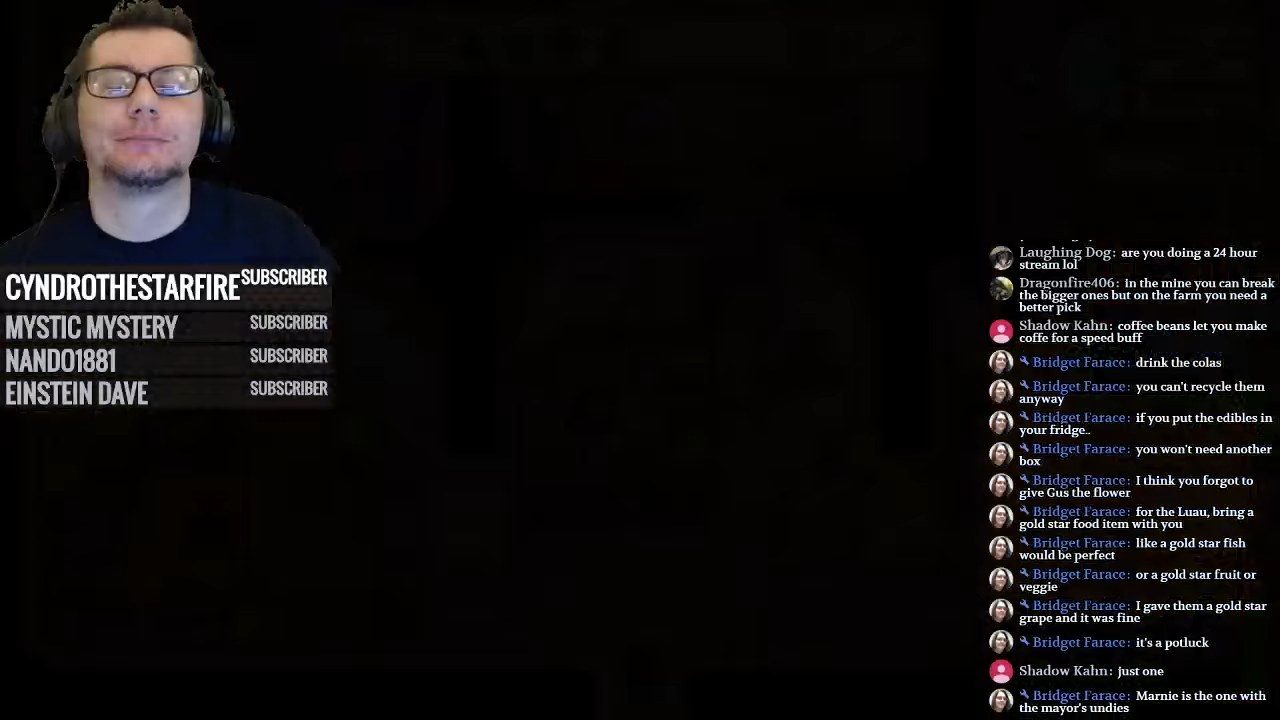 CYNDROTHESTARFIRE SUBSCRIBER
MYSTIC MYSTERY SUBSCRIBER
NANDO1881 SUBSCRIBER
EINSTEIN DAVE SUBSCRIBER
Laughing Dog: are you doing a 24 hour
stream lol
Dragonfire406: in the mine you can break
the bigger ones but on the farm you need a
better pick
Shadow Kahn: coffee beans let you make
coffe for a speed buff
Bridget Farace: drink the colas
Bridget Farace: you can't recycle them
anyway
Bridget Farace: if you put the edibles in
your fridge..
Bridget Farace: you won't need another
box
Bridget Farace: I think you forgot to
give Gus the flower
Bridget Farace: for the Luau, bring a
gold star food item with you
Bridget Farace: like a gold star fish
would be perfect
Bridget Farace: or a gold star fruit or
veggie
Bridget Farace: I gave them a gold star
grape and it was fine
Bridget Farace: it's a potluck
Shadow Kahn: just one
Bridget Farace: Marnie is the one with
the mayor's undies